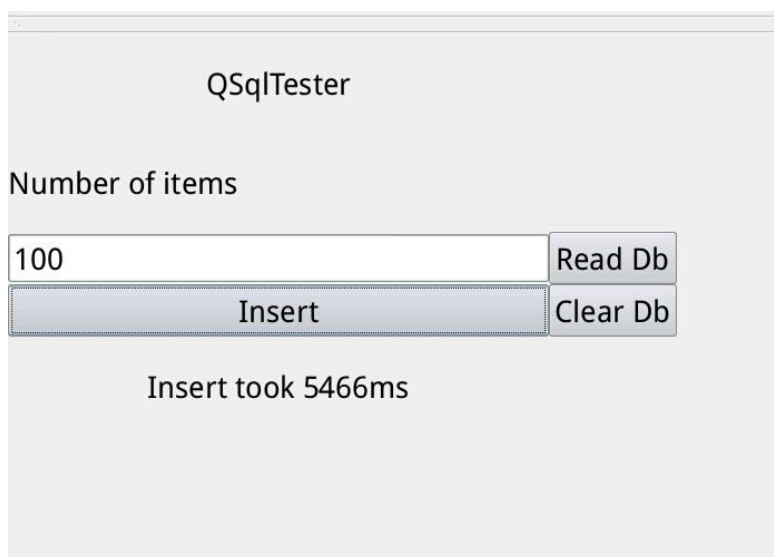 QSqlTester
Number of items
100
Read Db
Insert
Clear Db
Insert took 5466ms